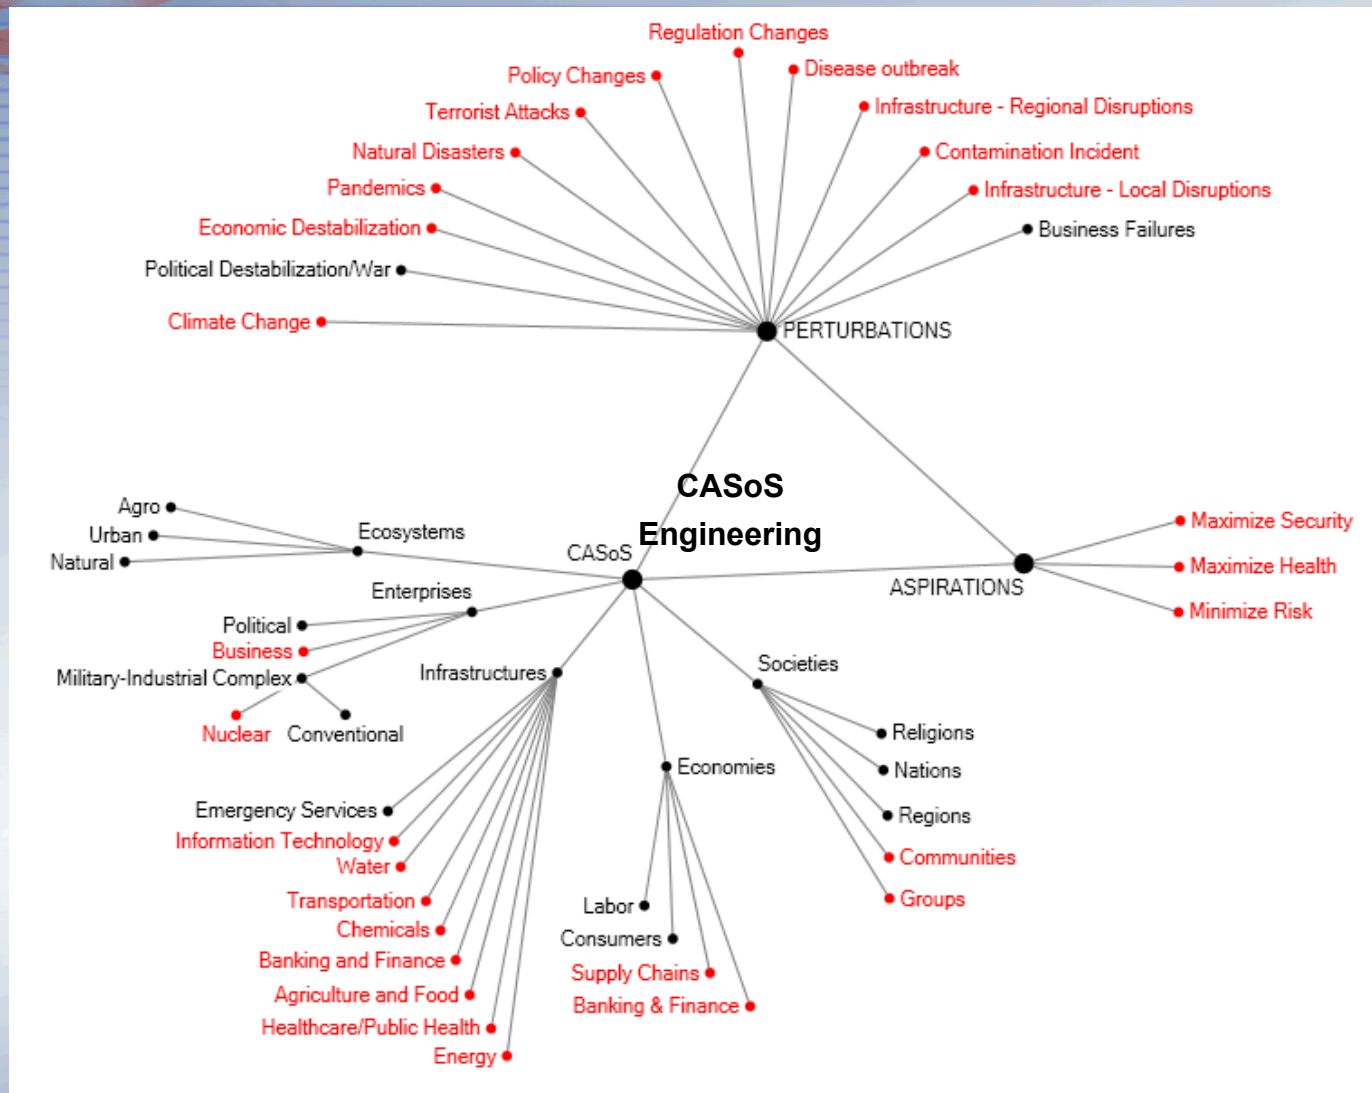 Regulation Changes
Disease outbreak
Policy Changes
Infrastructure - Regional Disruptions
Terrorist Attacks
Natural Disasters
Contamination Incident
Pandemics
Infrastructure - Local Disruptions
Economic Destabilization
Business Failures
Political Destabilization/War
Climate Change
PERTURBATIONS
CASoS
Engineering
Agro
Urban
Natural
Ecosystems
CASoS
Maximize Security
Maximize Health
Minimize Risk
ASPIRATIONS
Enterprises
Political
Business
Military-Industrial Complex
Nuclear
Conventional
Infrastructures
Societies
Religions
Nations
Regions
Communities
Groups
Economies
Emergency Services
Information Technology
Water
Transportation
Chemicals
Banking and Finance
Agriculture and Food
Healthcare/Public Health
Energy
Labor
Consumers
Supply Chains
Banking & Finance